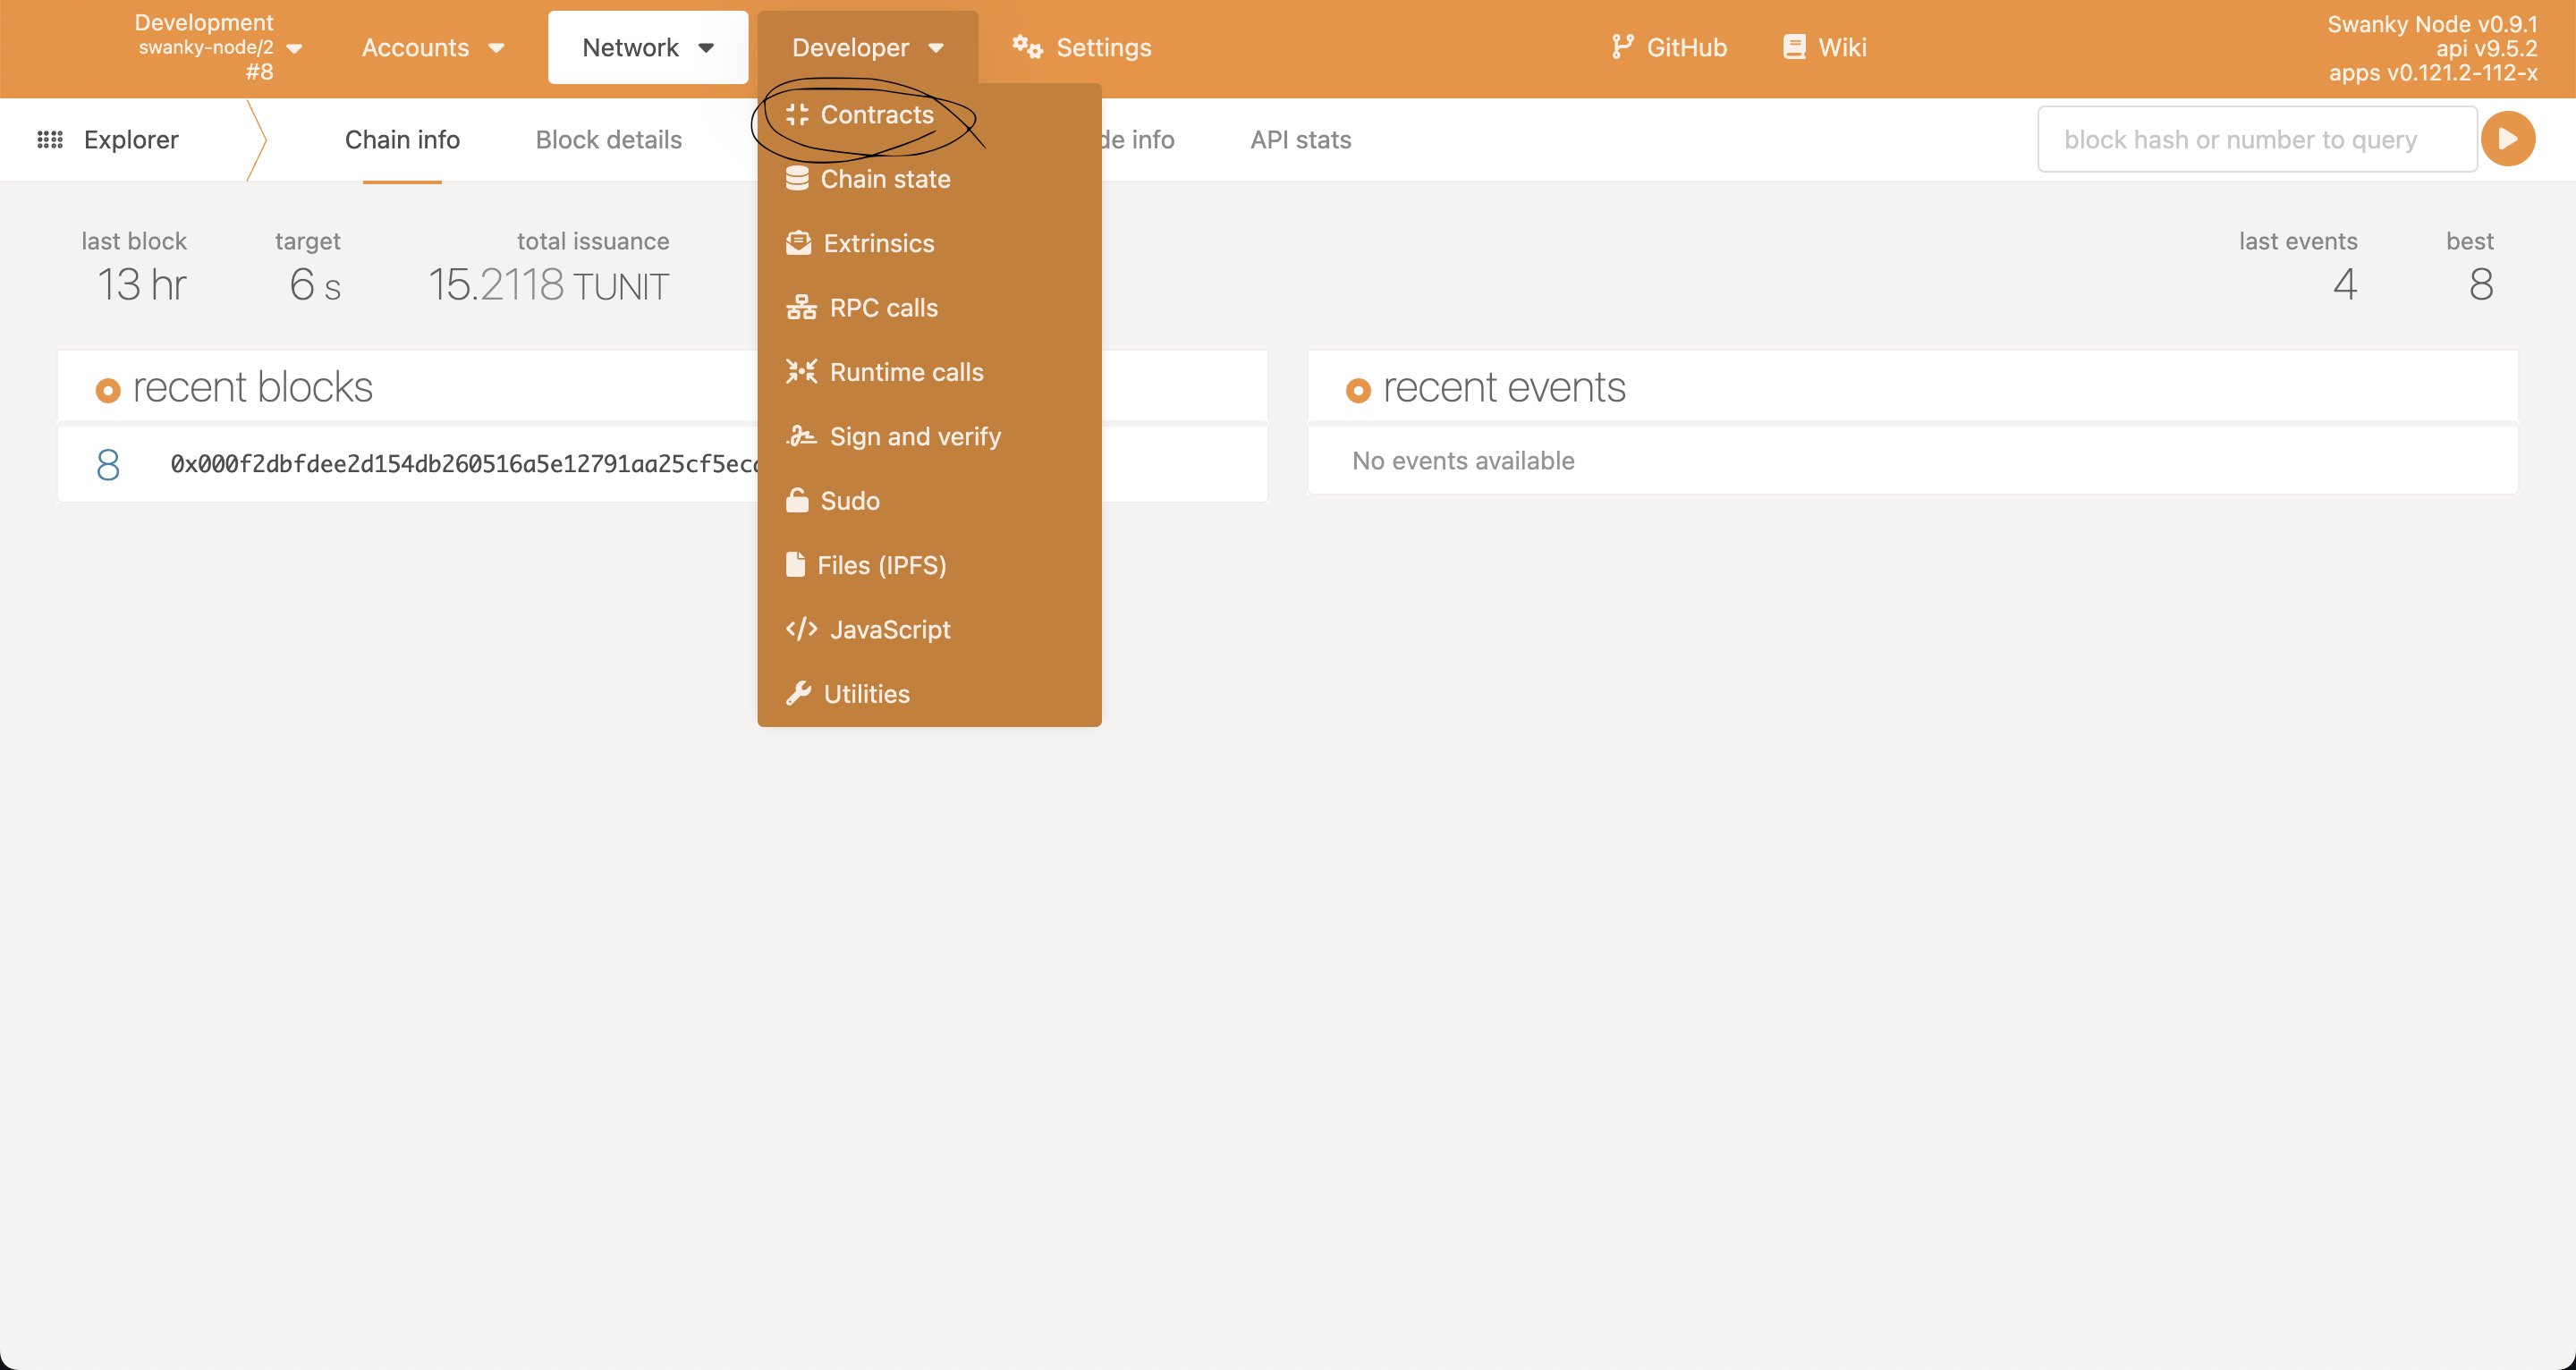 Development
swanky-node/2
#8
Accounts
Network
Developer
Settings
GitHub
Wiki
Swanky Node v0.9.1
api v9.5.2
apps v0.121.2-112-x
Explorer
Chain info
Block details
de info
API stats
block hash or number to query
Contracts
Chain state
Extrinsics
RPC calls
Runtime calls
Sign and verify
Sudo
Files (IPFS)
JavaScript
Utilities
last block
13 hr
target
6 s
total issuance
15.2118 TUNIT
last events
4
best
8
recent blocks
8 0x000f2dbfdee2d154db260516a5e12791aa25cf5ec
recent events
No events available